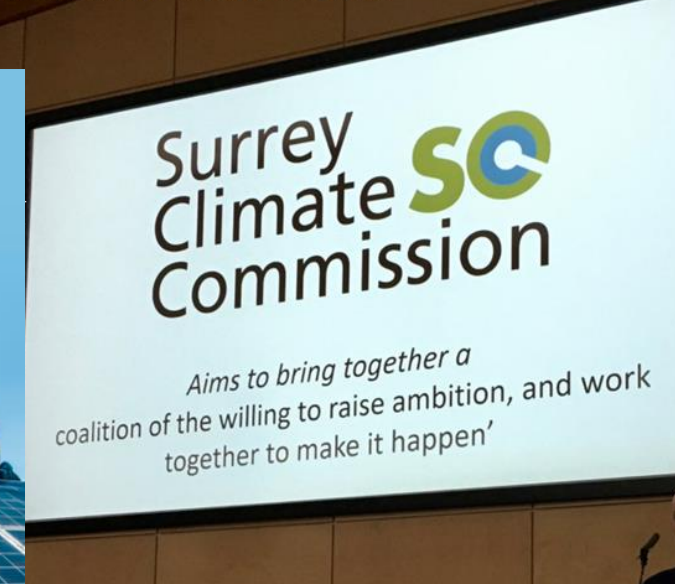 Surrey
Climate
Commission
SC
Aims to bring together a
coalition of the willing to raise ambition, and work
together to make it happen'